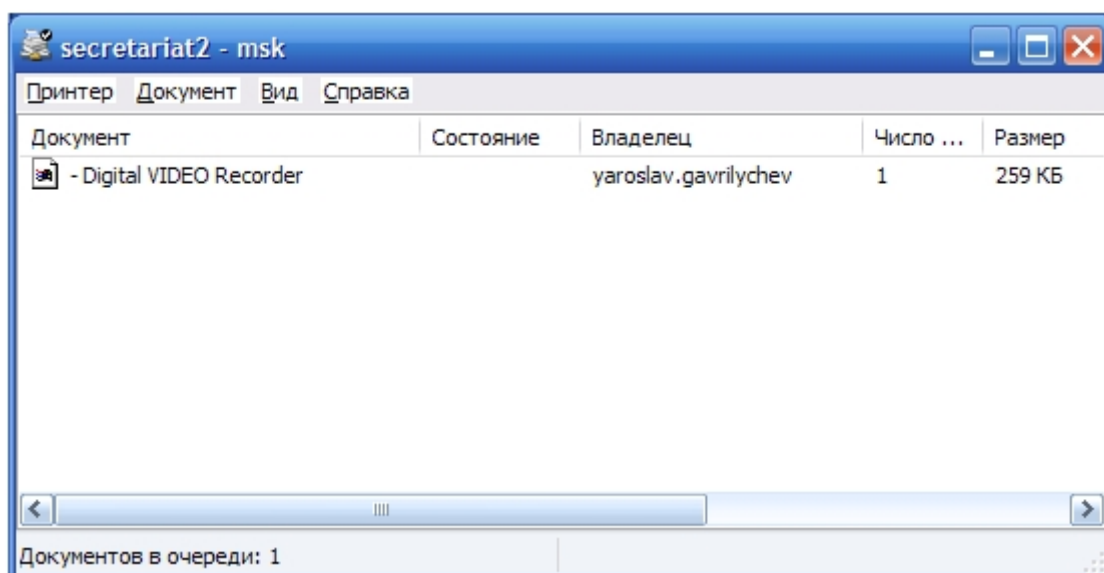 secretariat2 - msk
Принтер Документ Вид Справка
Документ Состояние Владелец Число ... Размер
- Digital VIDEO Recorder yaroslav.gavrilychev 1 259 КБ
Документов в очереди: 1